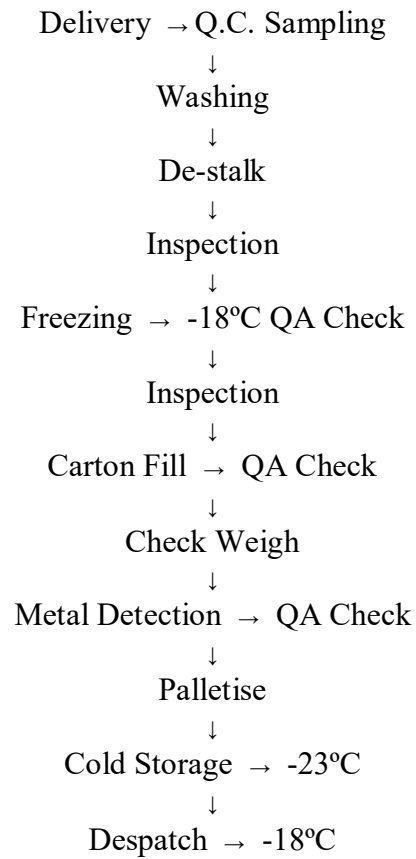 Delivery → Q.C. Sampling
↓
Washing
↓
De-stalk
↓
Inspection
↓
Freezing → -18ºC QA Check
↓
Inspection
↓
Carton Fill → QA Check
↓
Check Weigh
↓
Metal Detection → QA Check
↓
Palletise
↓
Cold Storage → -23ºC
↓
Despatch → -18ºC